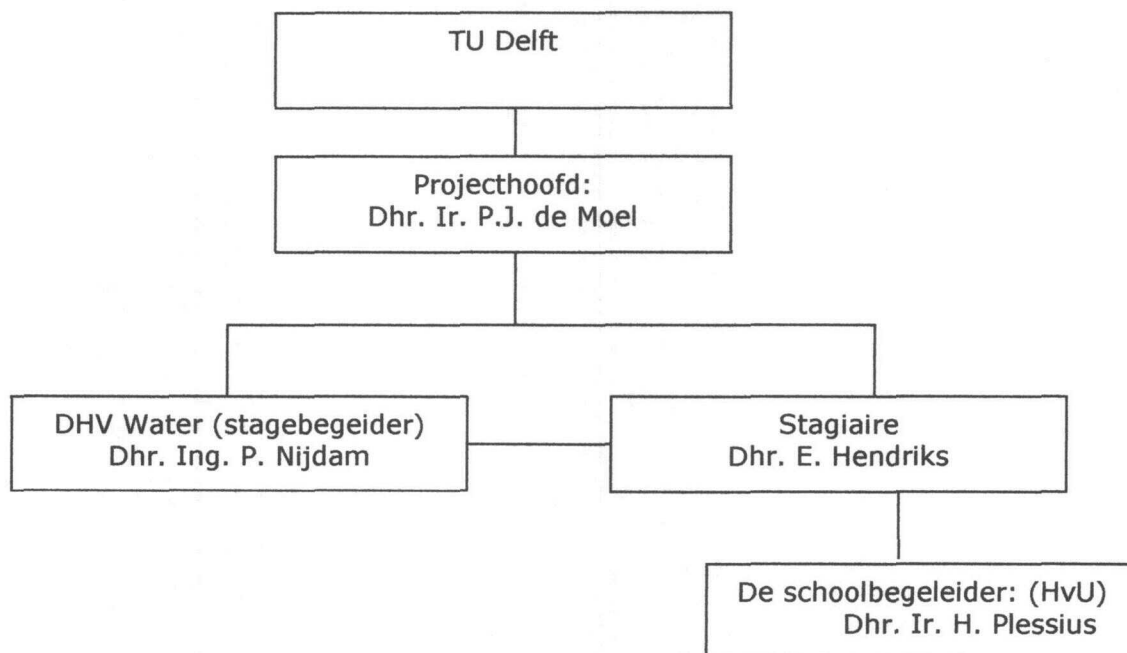 TU Delft
Projecthoofd:
Dhr. Ir. P.J. de Moel
DHV Water (stagebegeider)
Dhr. Ing. P. Nijdam
Stagiaire
Dhr. E. Hendriks
De schoolbegeleider: (HvU)
Dhr. Ir. H. Plessius